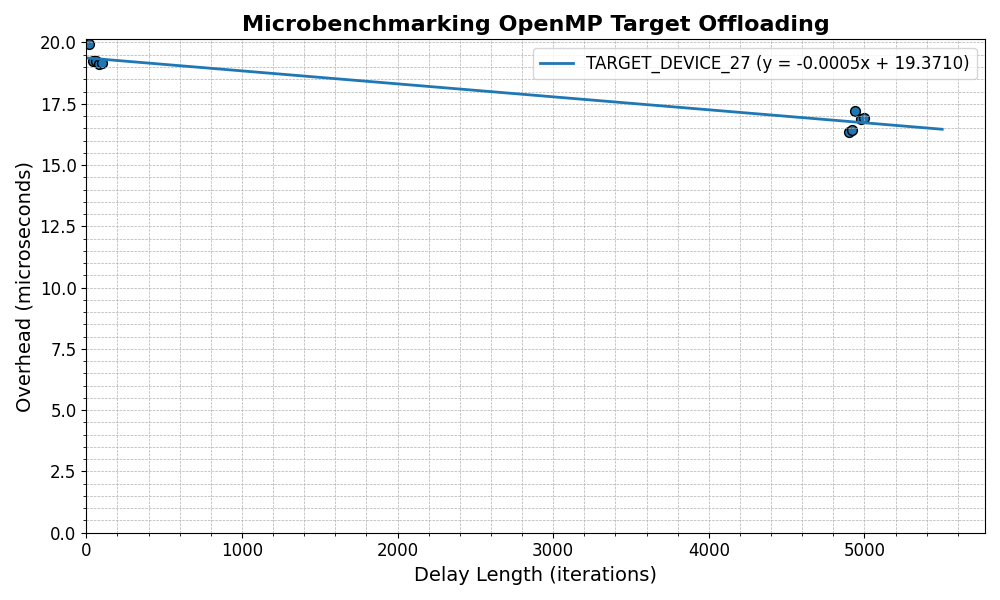 Microbenchmarking OpenMP Target Offloading
TARGET_DEVICE_27 (y = -0.0005x + 19.3710)
Overhead (microseconds)
20.0
17.5
15.0
12.5
10.0
7.5
5.0
2.5
0.0
0 1000 2000 3000 4000 5000
Delay Length (iterations)